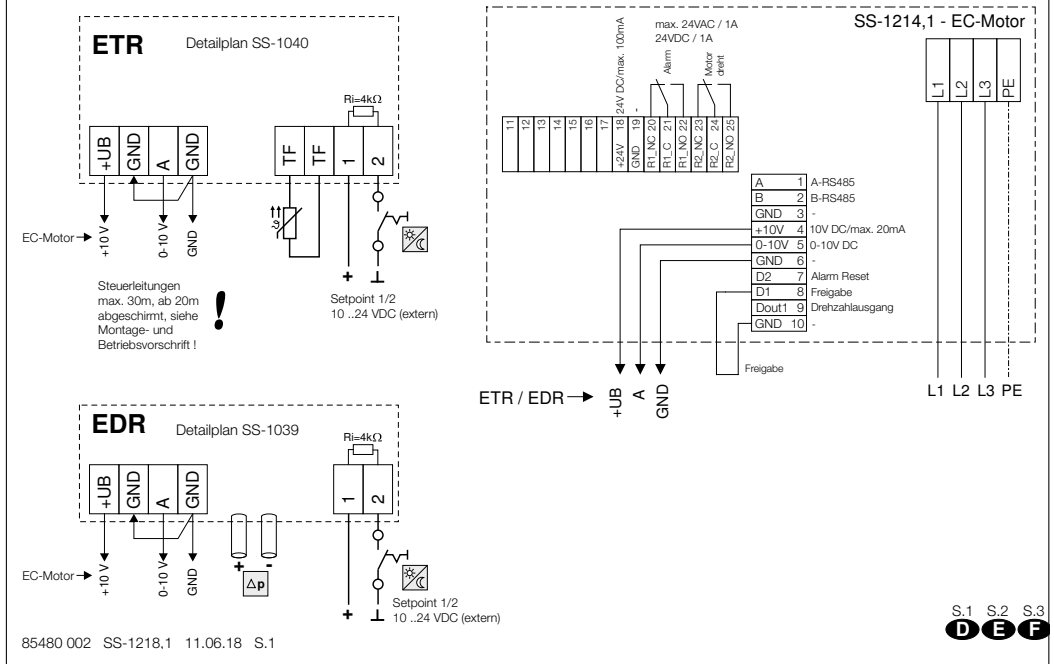 ETR Detailplan SS-1040
Ri=4kΩ
+UB GND A GND
TF TF 1 2
EC-Motor
+10 V 0-10 V GND
ϑ
+
Steuerleitungen
max. 30m, ab 20m
abgeschirmt, siehe
Montage- und
Betriebsvorschrift !
!
Setpoint 1/2
10 ..24 VDC (extern)
EDR Detailplan SS-1039
Ri=4kΩ
+UB GND A GND
1 2
EC-Motor
+10 V 0-10 V GND
+ -
△p
+
Setpoint 1/2
10 ..24 VDC (extern)
SS-1214,1 - EC-Motor
max. 24VAC / 1A
24VDC / 1A
24V DC/max. 100mA
-
Alarm
Motor
dreht
11
12
13
14
15
16
17
+24V 18
GND 19
R1_NC 20
R1_C 21
R1_NO 22
R2_NC 23
R2_C 24
R2_NO 25
L1 L2 L3 PE
A 1 A-RS485
B 2 B-RS485
GND 3 -
+10V 4 10V DC/max. 20mA
0-10V 5 0-10V DC
GND 6 -
D2 7 Alarm Reset
D1 8 Freigabe
Dout1 9 Drehzahlausgang
GND 10 -
Freigabe
ETR / EDR
+UB A GND
L1 L2 L3 PE
85480 002 SS-1218,1 11.06.18 S.1
S.1 S.2 S.3
D E F